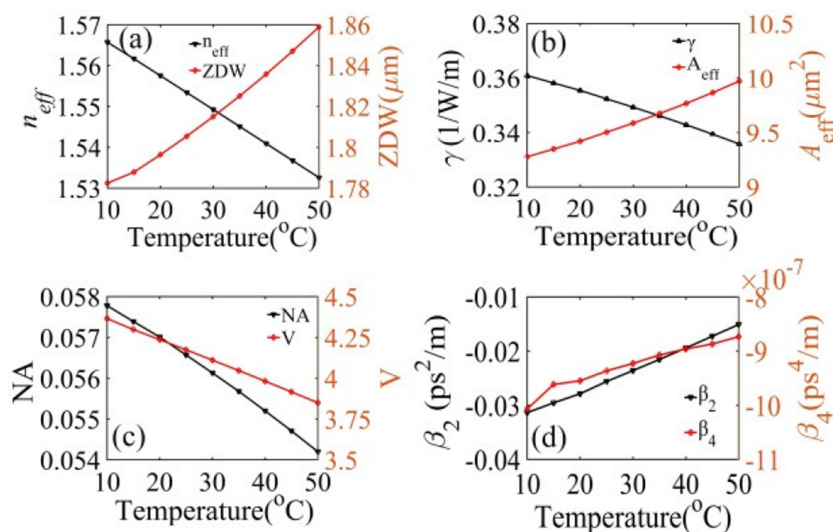 (a)
n_eff
ZDW
1.57
1.56
1.55
1.54
1.53
n_eff
1.86
1.84
1.82
1.8
1.78
ZDW(μm)
10 20 30 40 50
Temperature(°C)
(b)
γ
A_eff
0.38
0.36
0.34
0.32
γ (1/W/m)
10.5
10
9.5
9
A_eff(μm²)
10 20 30 40 50
Temperature(°C)
(c)
NA
V
0.058
0.057
0.056
0.055
0.054
NA
4.5
4.25
4
3.75
3.5
V
10 20 30 40 50
Temperature(°C)
(d)
β₂
β₄
-0.01
-0.02
-0.03
-0.04
β₂ (ps²/m)
×10⁻⁷
-8
-9
-10
-11
β₄(ps⁴/m)
10 20 30 40 50
Temperature(°C)